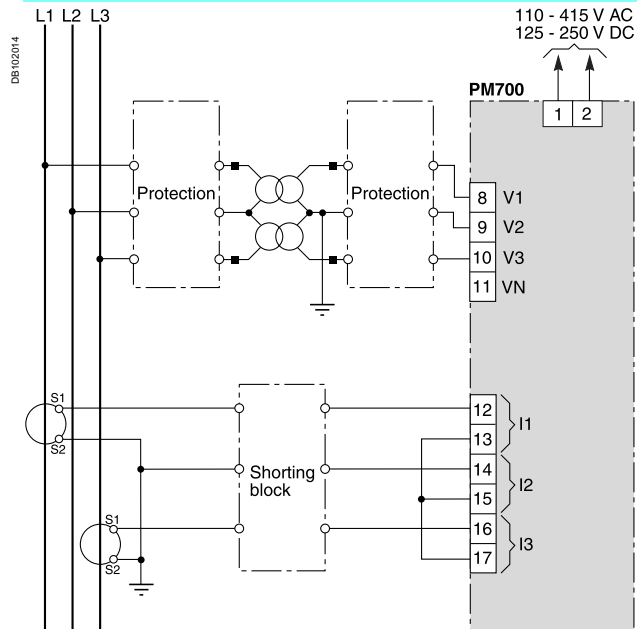 L1 L2 L3
110 - 415 V AC
125 - 250 V DC
DB102014
PM700
1 2
Protection
Protection
8 V1
9 V2
10 V3
11 VN
S1
S2
12
13
I1
Shorting
block
14
15
I2
S1
S2
16
17
I3